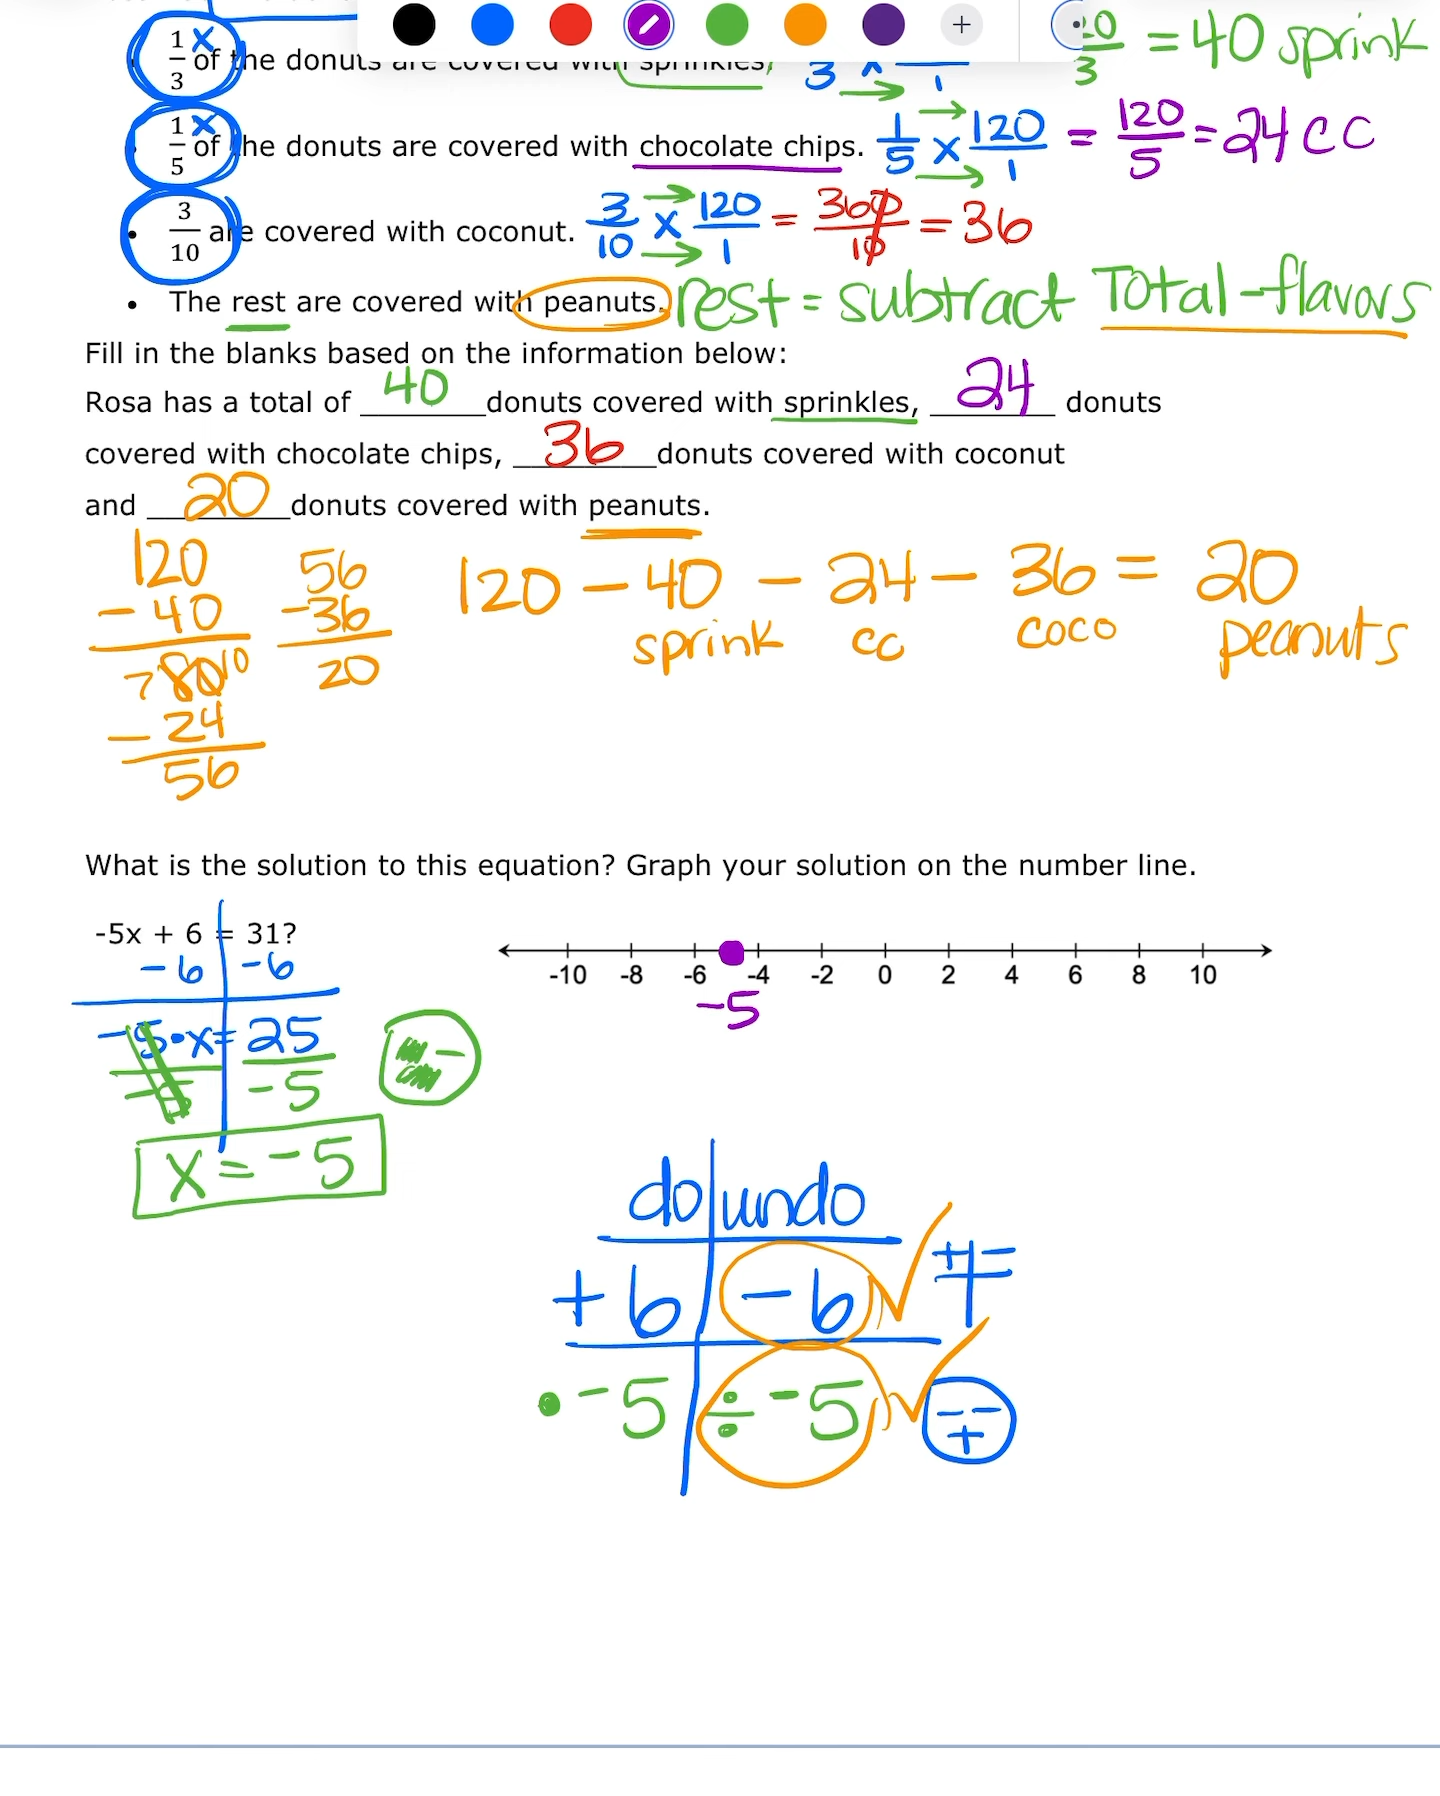 1/3 x of the donuts are covered with sprinkles, 3 x 1 20/3 = 40 sprink
1/5 x of the donuts are covered with chocolate chips. 1/5 x 120/1 = 120/5 = 24 CC
3/10 are covered with coconut. 3/10 x 120/1 = 360/10 = 36
• The rest are covered with peanuts. rest = subtract Total - flavors
Fill in the blanks based on the information below:
Rosa has a total of 40 donuts covered with sprinkles, 24 donuts
covered with chocolate chips, 36 donuts covered with coconut
and 20 donuts covered with peanuts.
120 56 120 - 40 - 24 - 36 = 20
- 40 - 36 sprink cc coco peanuts
7 80 10 20
- 24
56
What is the solution to this equation? Graph your solution on the number line.
-5x + 6 = 31?
- 6 - 6
-10 -8 -6 -4 -2 0 2 4 6 8 10
-5
-5 • x = 25
-5 -5
x = -5
do undo
+ 6 - 6 + - +
• -5 ÷ -5 - - +